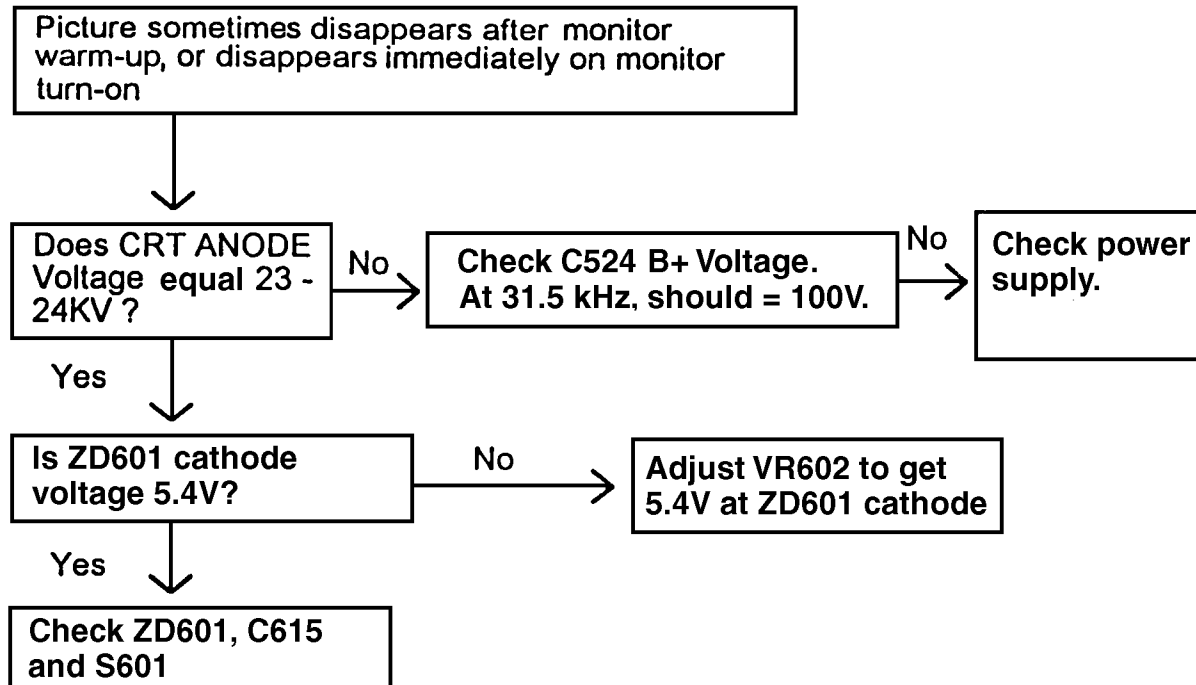 Picture sometimes disappears after monitor
warm-up, or disappears immediately on monitor
turn-on
Does CRT ANODE
Voltage equal 23 -
24KV ?
No
Check C524 B+ Voltage.
At 31.5 kHz, should = 100V.
No
Check power
supply.
Yes
Is ZD601 cathode
voltage 5.4V?
No
Adjust VR602 to get
5.4V at ZD601 cathode
Yes
Check ZD601, C615
and S601